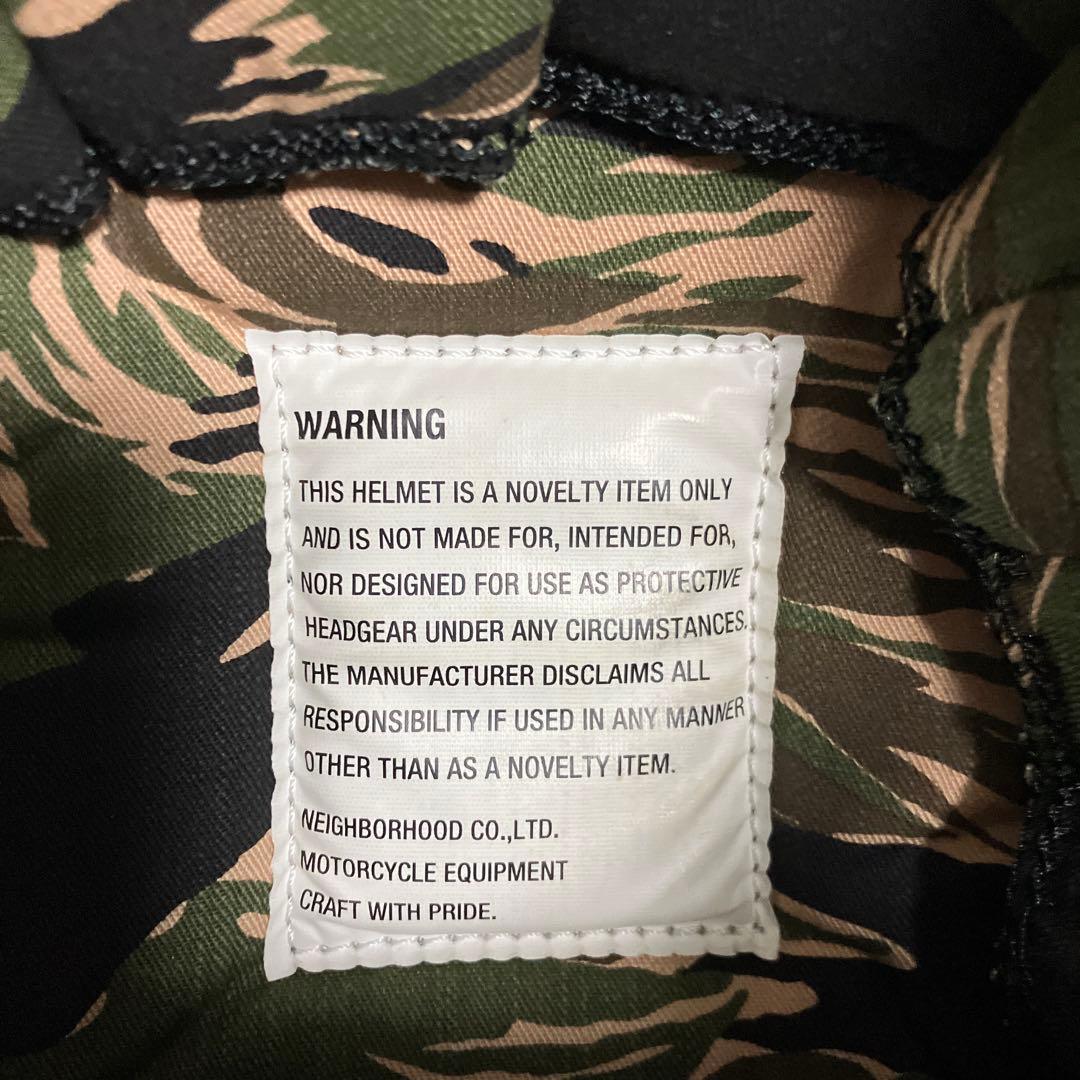 WARNING
THIS HELMET IS A NOVELTY ITEM ONLY
AND IS NOT MADE FOR, INTENDED FOR,
NOR DESIGNED FOR USE AS PROTECTIVE
HEADGEAR UNDER ANY CIRCUMSTANCES.
THE MANUFACTURER DISCLAIMS ALL
RESPONSIBILITY IF USED IN ANY MANNER
OTHER THAN AS A NOVELTY ITEM.
NEIGHBORHOOD CO.,LTD.
MOTORCYCLE EQUIPMENT
CRAFT WITH PRIDE.